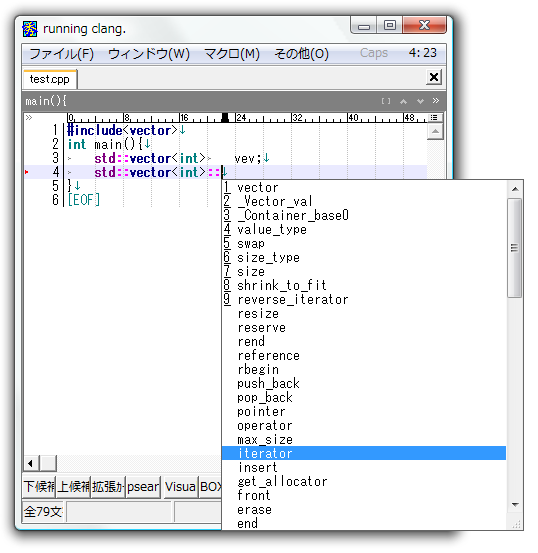 running clang.
ファイル(F) ウィンドウ(W) マクロ(M) その他(O) Caps 4: 23
test.cpp
main(){
0 8 16 24 32 40 48
1 #include<vector>↓
2 int main(){↓
3 std::vector<int> vev;↓
4 std::vector<int>::↓
5 }↓
6 [EOF]
1 vector
2 _Vector_val
3 _Container_base0
4 value_type
5 swap
6 size_type
7 size
8 shrink_to_fit
9 reverse_iterator
resize
reserve
rend
reference
rbegin
push_back
pop_back
pointer
operator
max_size
iterator
insert
get_allocator
front
erase
end
下候補 上候補 拡張か psear Visua BOX
全79文